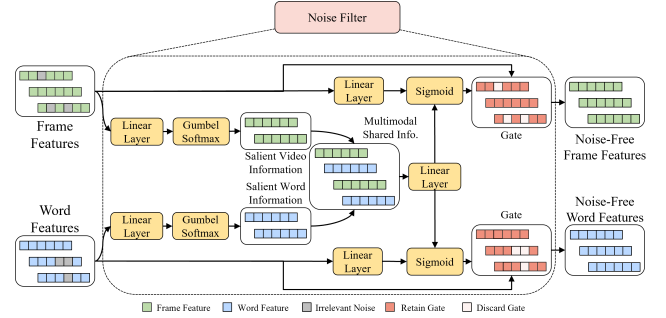 Noise Filter
Frame
Features
Linear
Layer
Sigmoid
Gate
Noise-Free
Frame Features
Linear
Layer
Gumbel
Softmax
Salient Video
Information
Multimodal
Shared Info.
Linear
Layer
Word
Features
Linear
Layer
Gumbel
Softmax
Salient Word
Information
Linear
Layer
Sigmoid
Gate
Noise-Free
Word Features
Frame Feature
Word Feature
Irrelevant Noise
Retain Gate
Discard Gate